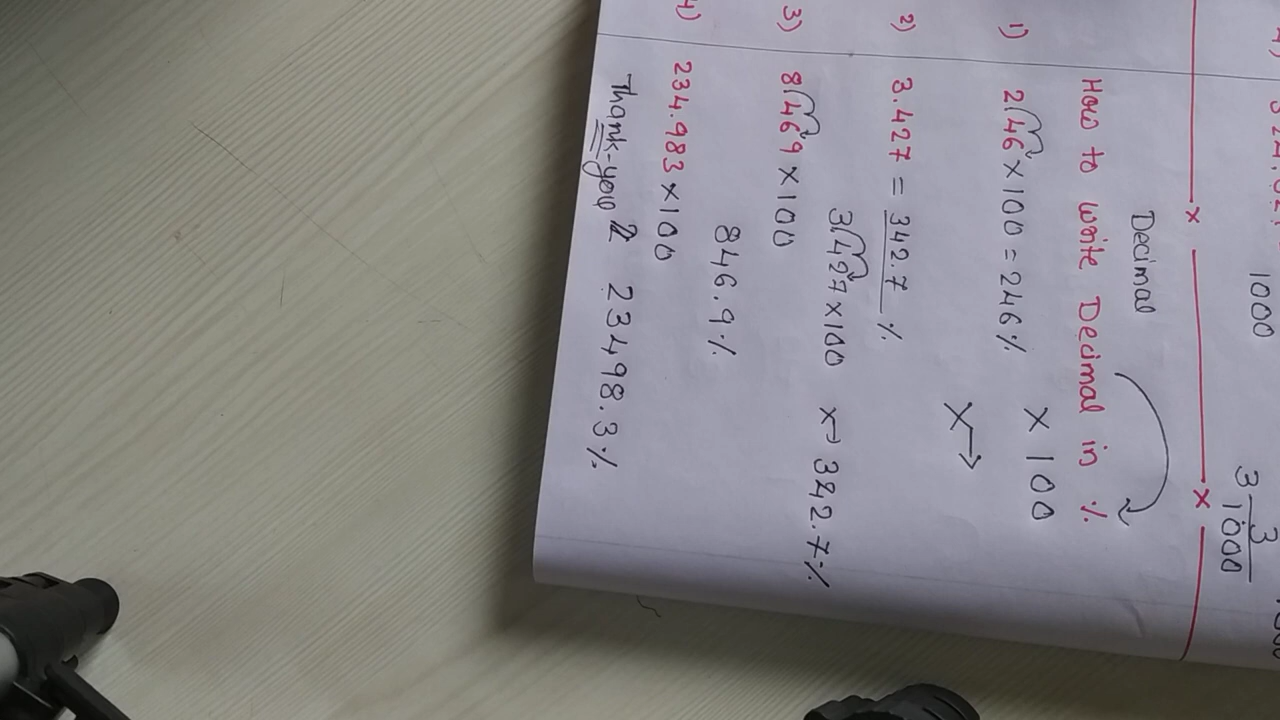 1000
3 3/1000
x x
Decimal
How to write Decimal in %
1) 2.46 × 100 = 246 % × 100
×→
2) 3.427 = 342.7 %
3.427 × 100 ×→ 342.7 %
3) 8.469 × 100
846.9 %
4) 234.983 × 100
Thank-you 23498.3 %